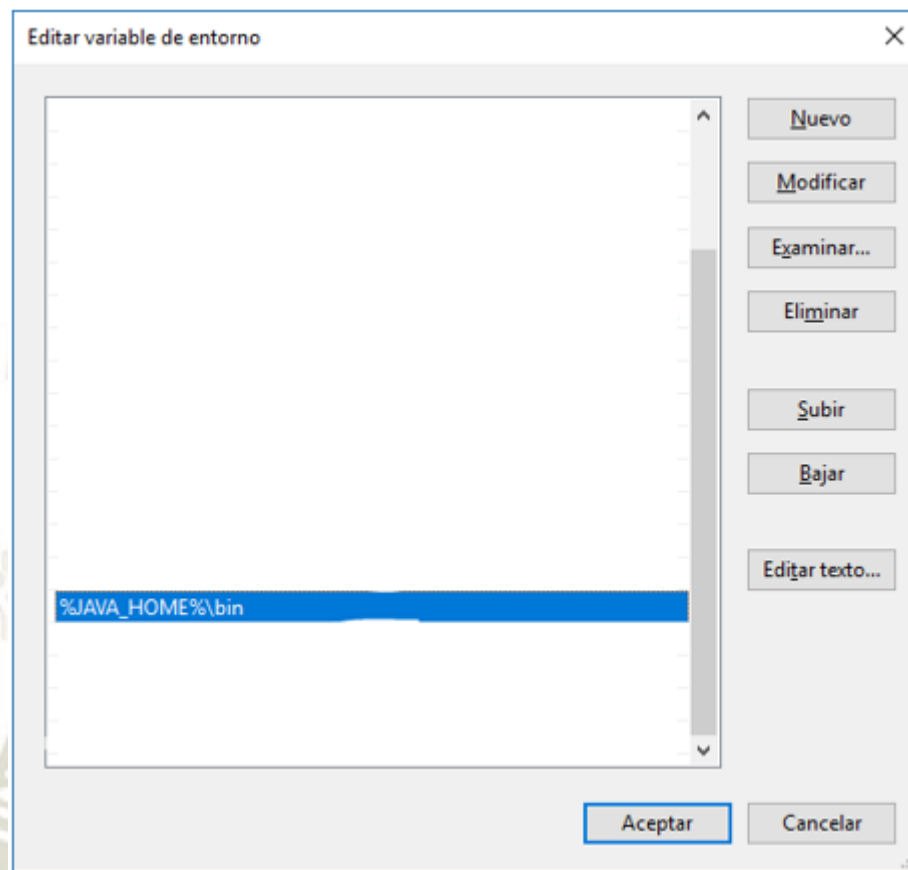 Editar variable de entorno
Nuevo
Modificar
Examinar...
Eliminar
Subir
Bajar
Editar texto...
%JAVA_HOME%\bin
Aceptar
Cancelar